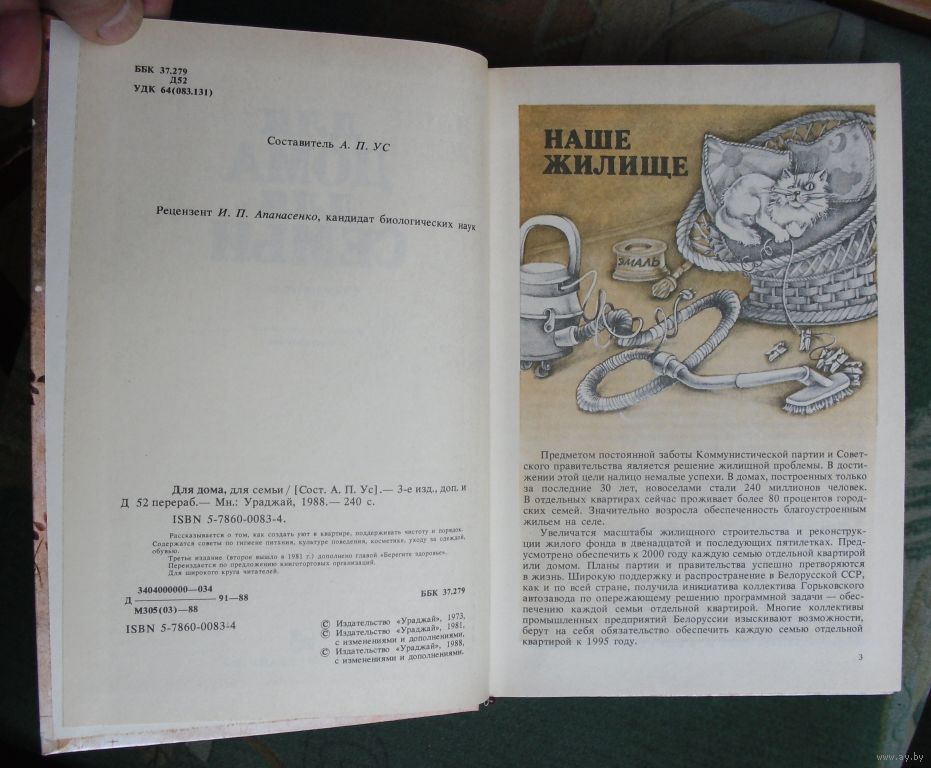 ББК 37.279
Д52
УДК 64(083.131)
Составитель А. П. УС
Рецензент И. П. Апанасенко, кандидат биологических наук
Для дома, для семьи / [Сост. А. П. Ус].— 3-е изд., доп. и
Д 52 перераб.— Мн.: Ураджай, 1988.— 240 с.
ISBN 5-7860-0083-4.
Рассказывается о том, как создать уют в квартире, поддерживать чистоту и порядок.
Содержатся советы по гигиене питания, культуре поведения, косметике, уходу за одеждой,
обувью.
Третье издание (второе вышло в 1981 г.) дополнено главой «Берегите здоровье».
Переиздается по предложению книготорговых организаций.
Для широкого круга читателей.
3404000000—034
Д 91—88
М305(03)—88
ББК 37.279
ISBN 5-7860-0083-4
© Издательство «Ураджай», 1973,
© Издательство «Ураджай», 1981,
с изменениями и дополнениями,
© Издательство «Ураджай», 1988,
с изменениями и дополнениями.
НАШЕ
ЖИЛИЩЕ
ЭМАЛЬ
Предметом постоянной заботы Коммунистической партии и Совет-
ского правительства является решение жилищной проблемы. В дости-
жении этой цели налицо немалые успехи. В домах, построенных только
за последние 30 лет, новоселами стали 240 миллионов человек.
В отдельных квартирах сейчас проживает более 80 процентов город-
ских семей. Значительно возросла обеспеченность благоустроенным
жильем на селе.
Увеличатся масштабы жилищного строительства и реконструк-
ции жилого фонда в двенадцатой и последующих пятилетках. Пред-
усмотрено обеспечить к 2000 году каждую семью отдельной квартирой
или домом. Планы партии и правительства успешно претворяются
в жизнь. Широкую поддержку и распространение в Белорусской ССР,
как и по всей стране, получила инициатива коллектива Горьковского
автозавода по опережающему решению программной задачи — обес-
печению каждой семьи отдельной квартирой. Многие коллективы
промышленных предприятий Белоруссии изыскивают возможности,
берут на себя обязательство обеспечить каждую семью отдельной
квартирой к 1995 году.
3
www.ay.by